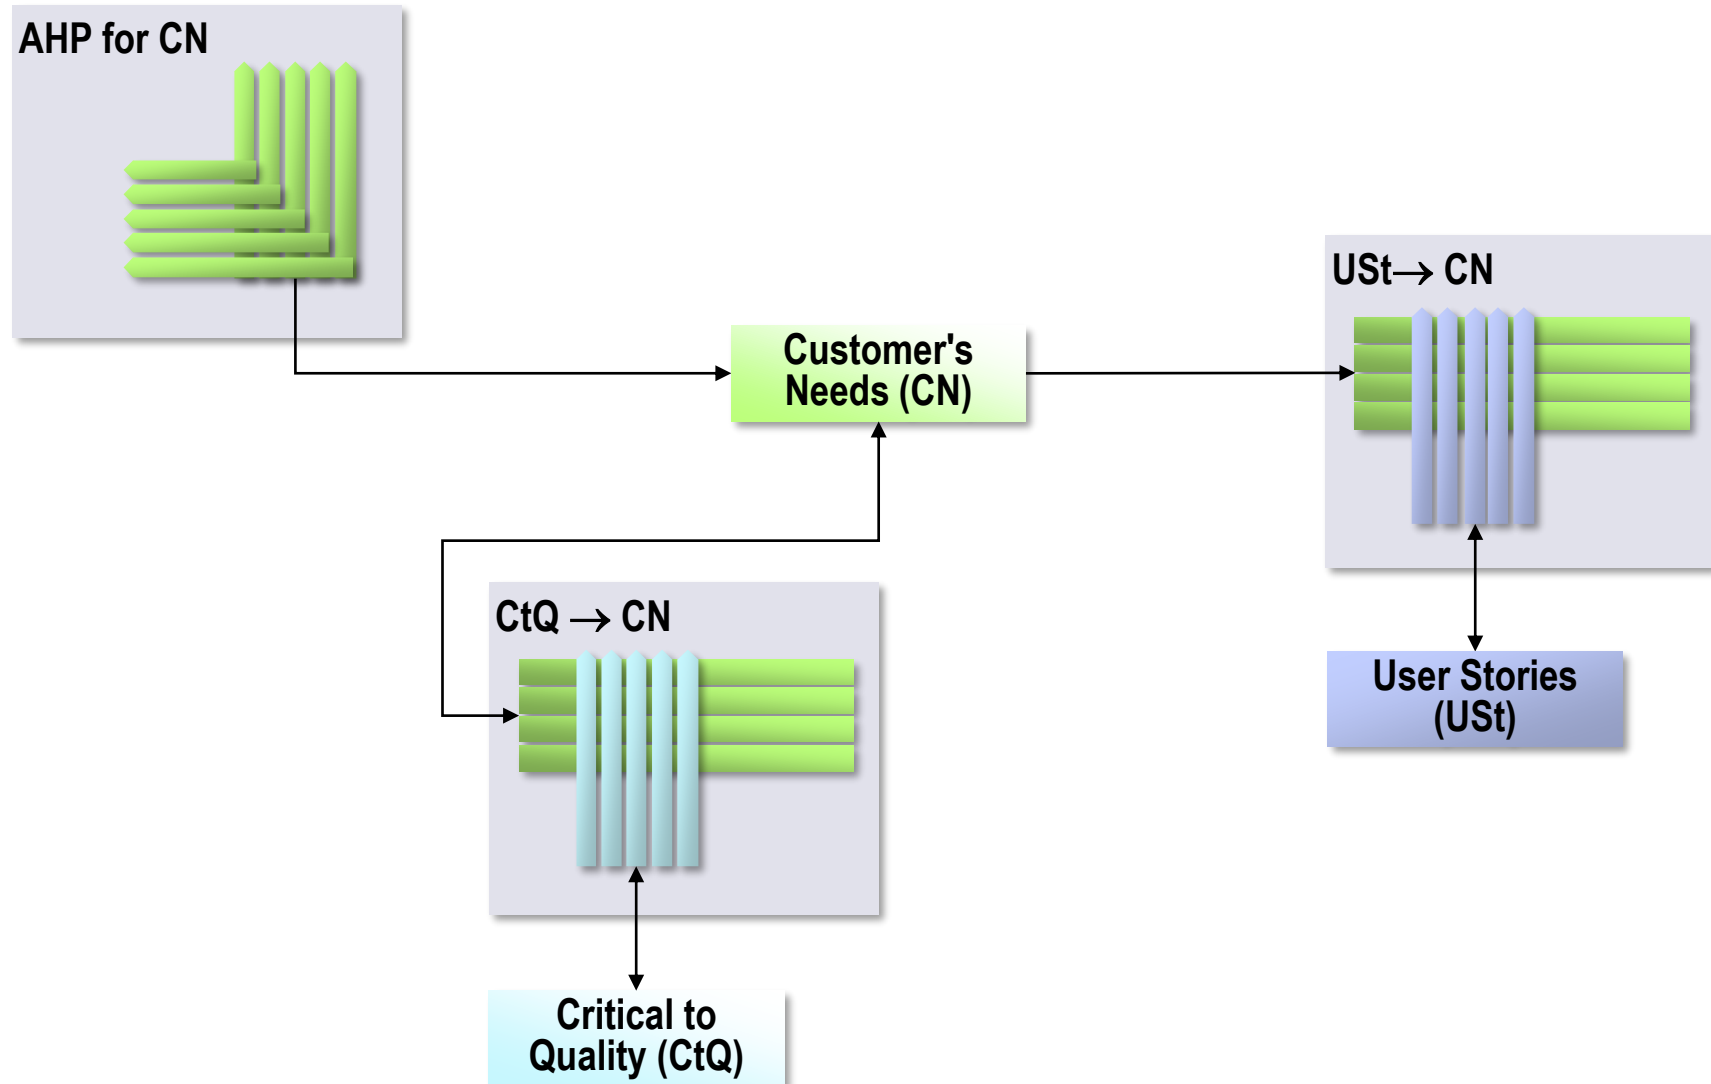 AHP for CN
Customer's
Needs (CN)
USt→ CN
CtQ → CN
User Stories
(USt)
Critical to
Quality (CtQ)